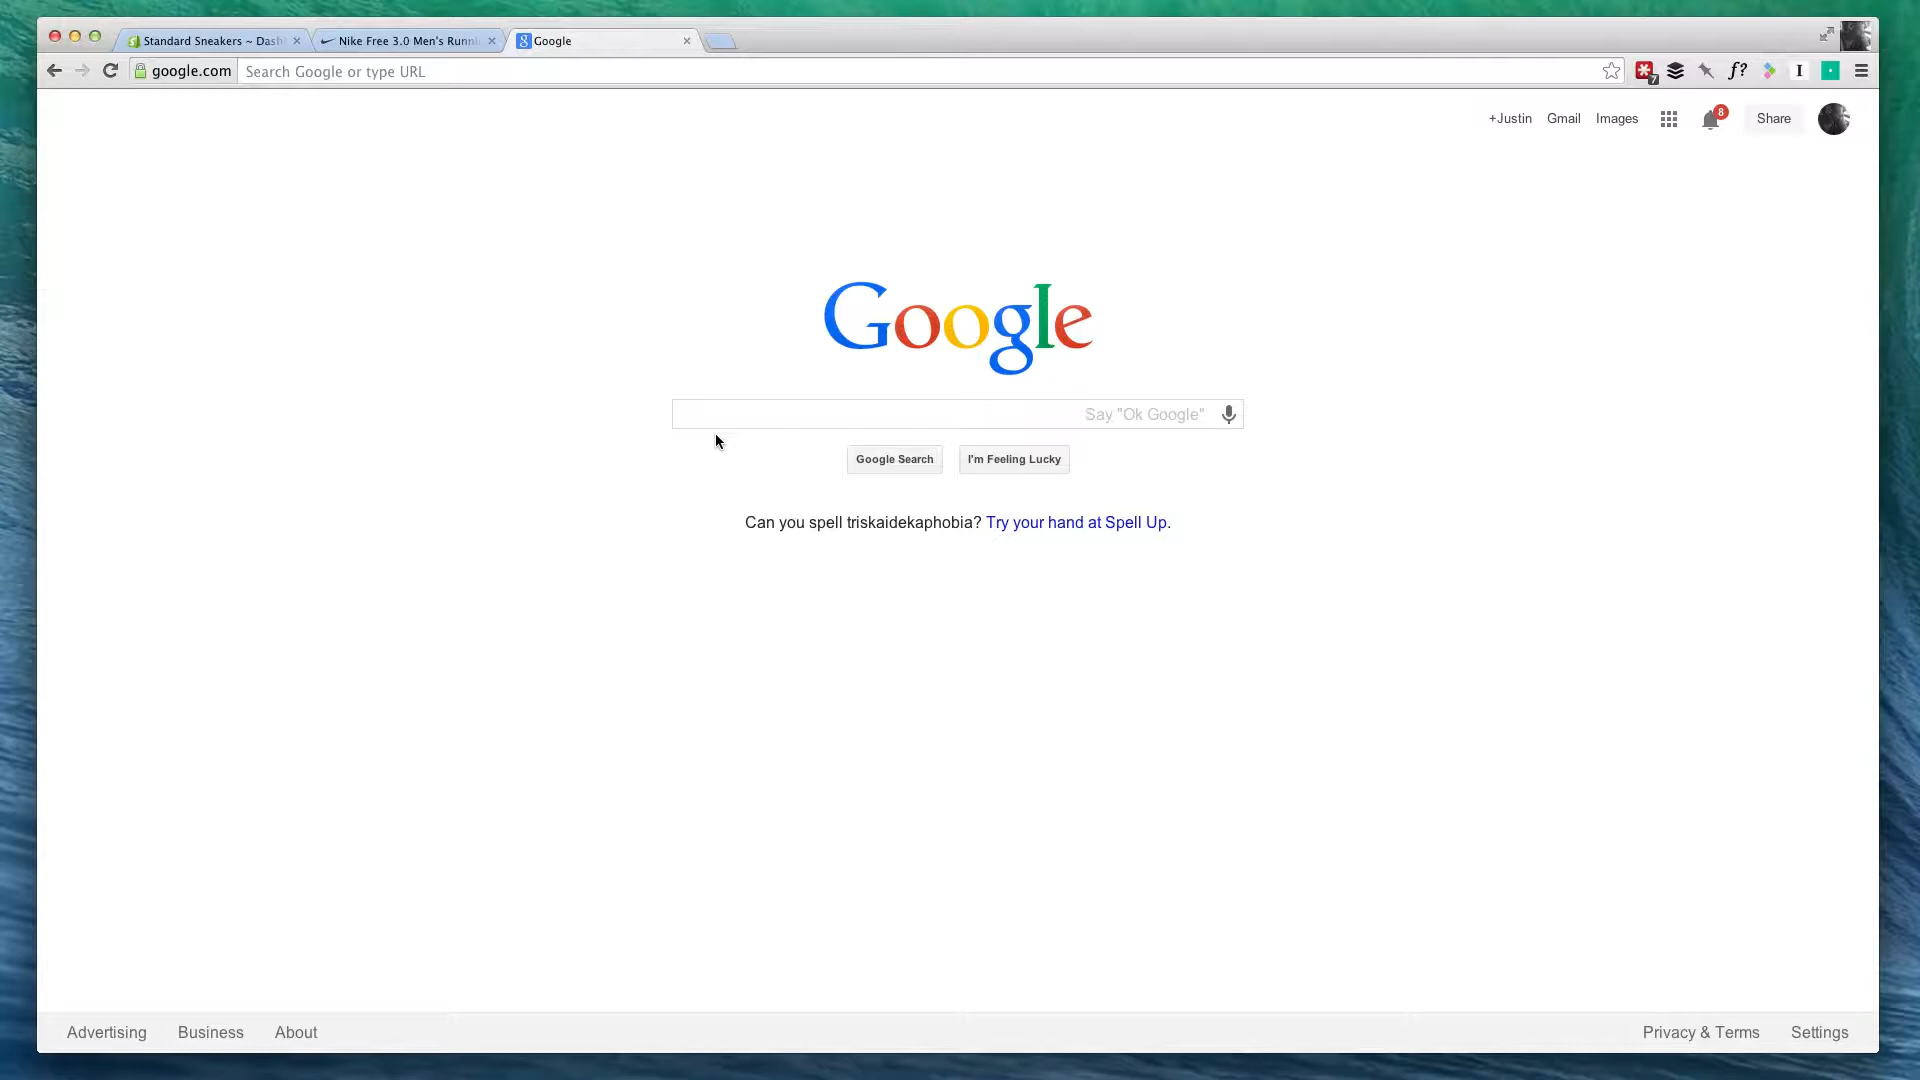 Standard Sneakers ~ Dash
Nike Free 3.0 Men's Runni
Google
google.com
Search Google or type URL
7
f?
I
+Justin
Gmail
Images
8
Share
Google
Say "Ok Google"
Google Search
I'm Feeling Lucky
Can you spell triskaidekaphobia? Try your hand at Spell Up.
Advertising
Business
About
Privacy & Terms
Settings